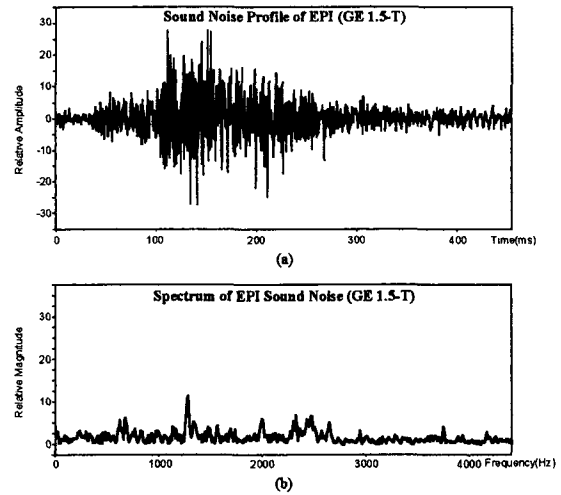 Sound Noise Profile of EPI (GE 1.5-T)
Relative Amplitude
30
20
10
0
-10
-20
-30
0 100 200 300 400 Time(ms)
(a)
Spectrum of EPI Sound Noise (GE 1.5-T)
Relative Magnitude
30
20
10
0
0 1000 2000 3000 4000 Frequency(Hz)
(b)